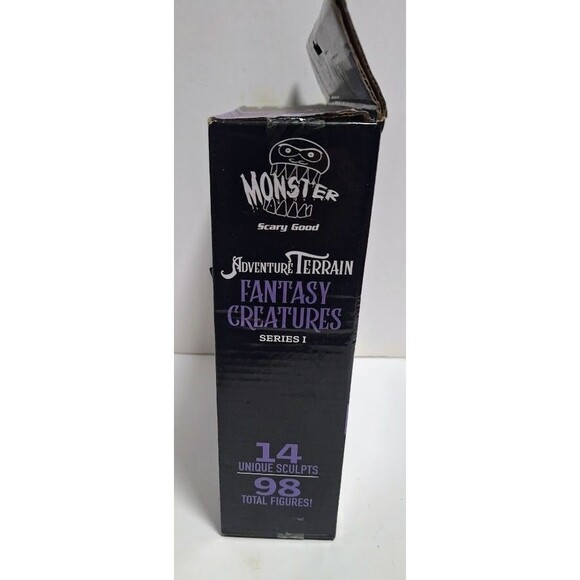 MONSTER
Scary Good
ADVENTURE TERRAIN
FANTASY
CREATURES
SERIES I
14
UNIQUE SCULPTS
98
TOTAL FIGURES!